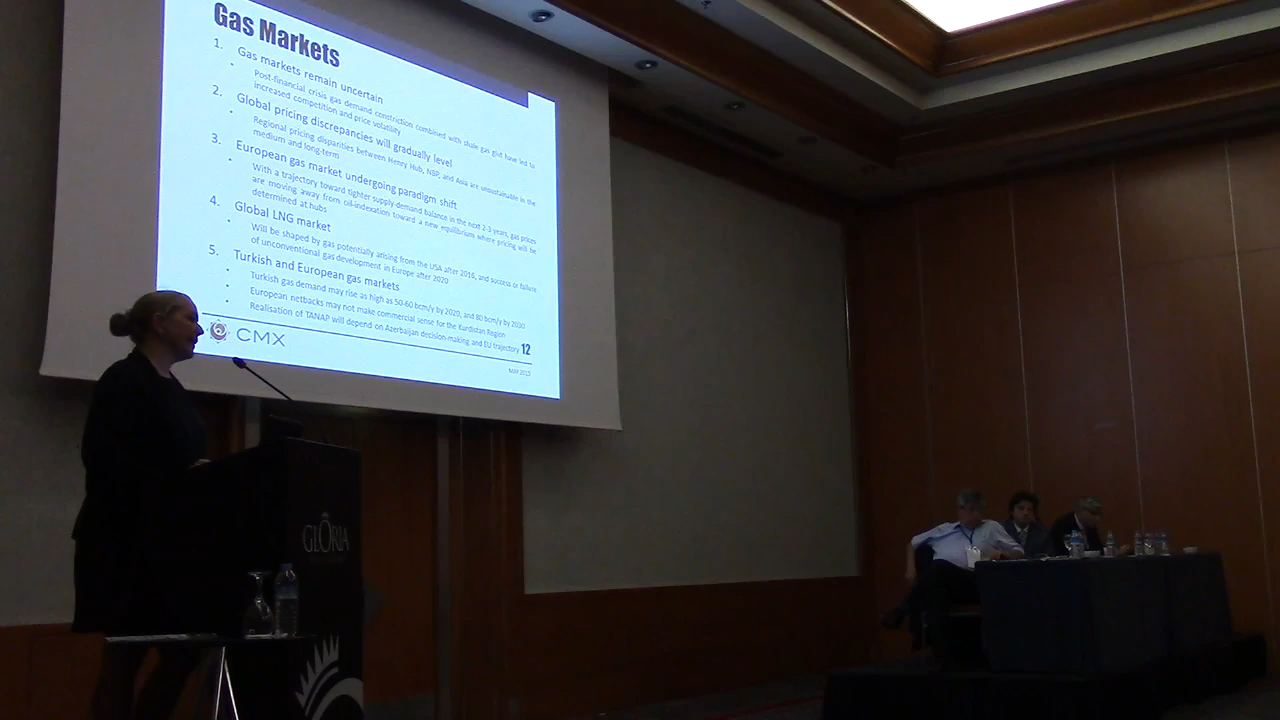 Gas Markets
1. Gas markets remain uncertain
• Post-financial crisis gas demand constriction combined with shale gas glut have led to
increased competition and price volatility
2. Global pricing discrepancies will gradually level
• Regional pricing disparities between Henry Hub, NBP, and Asia are unsustainable in the
medium and long-term
3. European gas market undergoing paradigm shift
• With a trajectory toward tighter supply-demand balance in the next 2-3 years, gas prices
are moving away from oil-indexation toward a new equilibrium where pricing will be
determined at hubs
4. Global LNG market
• Will be shaped by gas potentially arising from the USA after 2016, and success or failure
of unconventional gas development in Europe after 2020
5. Turkish and European gas markets
• Turkish gas demand may rise as high as 50-60 bcm/y by 2020, and 80 bcm/y by 2030
• European netbacks may not make commercial sense for the Kurdistan Region
• Realisation of TANAP will depend on Azerbaijan decision-making and EU trajectory
12
CMX
MAY 2013
GLORIA